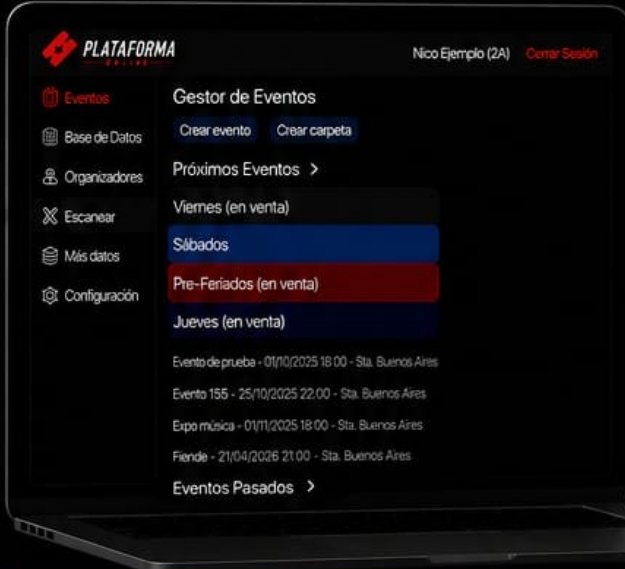 PLATAFORMA
ONLINE
Nico Ejemplo (2A) Cerrar Sesión
Eventos
Base de Datos
Organizadores
Escanear
Más datos
Configuración
Gestor de Eventos
Crear evento Crear carpeta
Próximos Eventos >
Viernes (en venta)
Sábados
Pre-Feriados (en venta)
Jueves (en venta)
Evento de prueba - 01/10/2025 18:00 - Sta. Buenos Aires
Evento 155 - 25/10/2025 22:00 - Sta. Buenos Aires
Expo música - 01/11/2025 18:00 - Sta. Buenos Aires
Fiende - 21/04/2026 21:00 - Sta. Buenos Aires
Eventos Pasados >